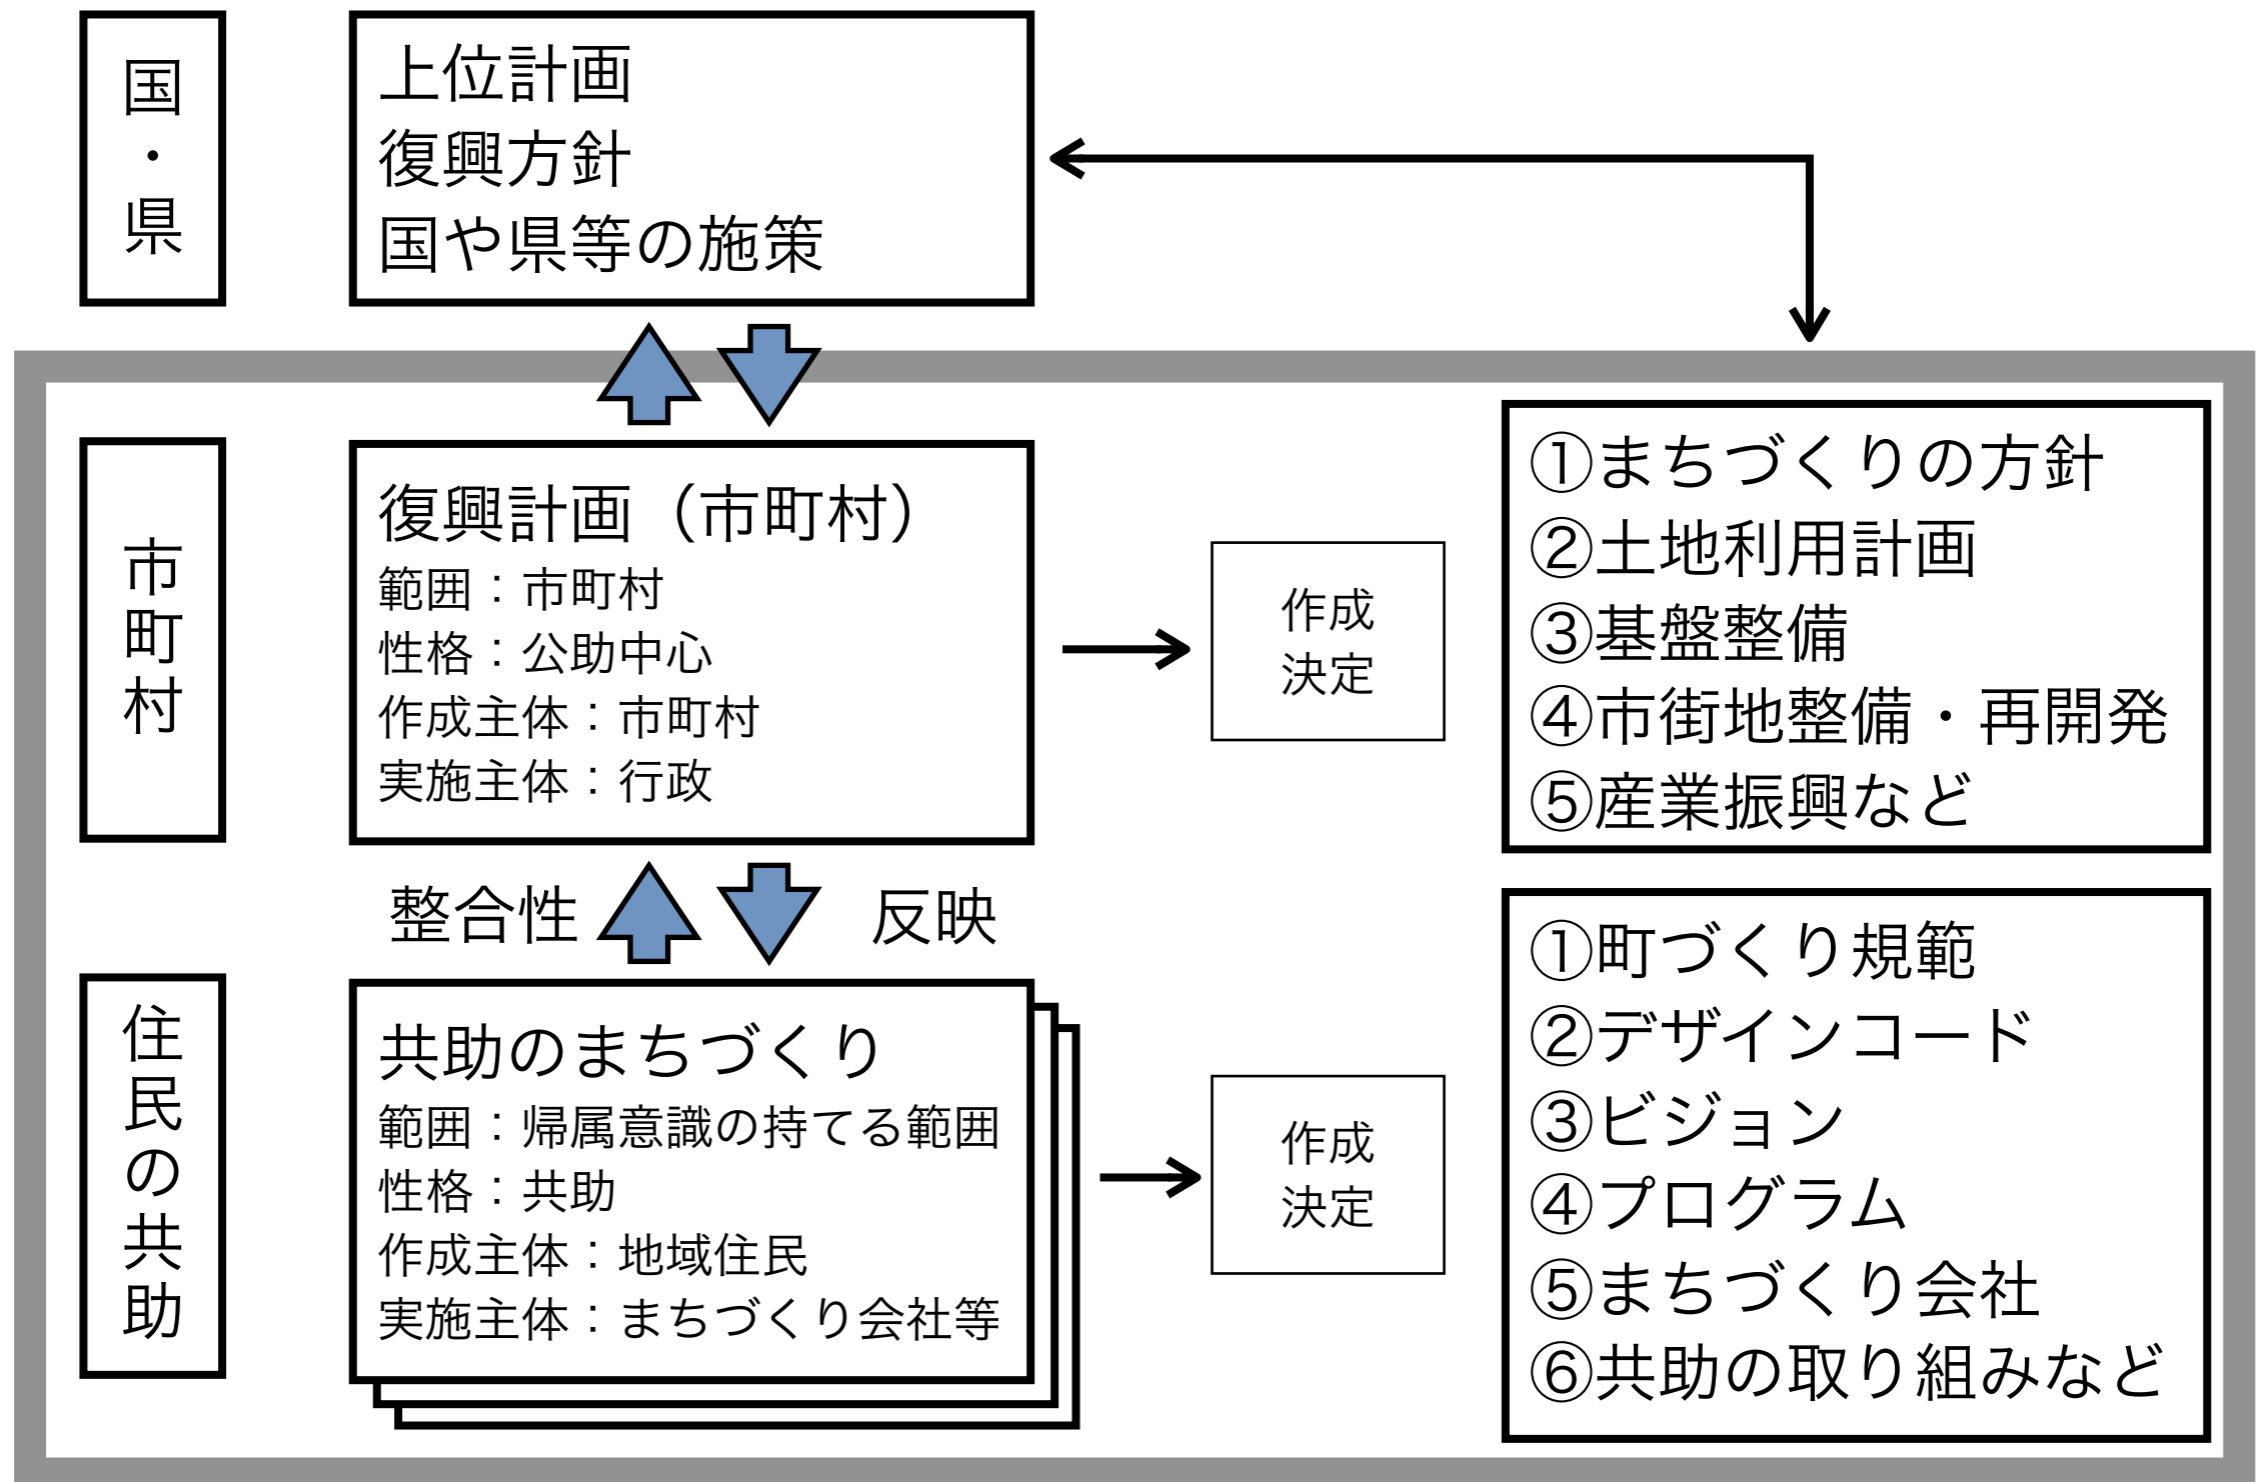 国・県
上位計画
復興方針
国や県等の施策
市町村
復興計画（市町村）
範囲：市町村
性格：公助中心
作成主体：市町村
実施主体：行政
作成
決定
①まちづくりの方針
②土地利用計画
③基盤整備
④市街地整備・再開発
⑤産業振興など
整合性
反映
住民の共助
共助のまちづくり
範囲：帰属意識の持てる範囲
性格：共助
作成主体：地域住民
実施主体：まちづくり会社等
作成
決定
①町づくり規範
②デザインコード
③ビジョン
④プログラム
⑤まちづくり会社
⑥共助の取り組みなど